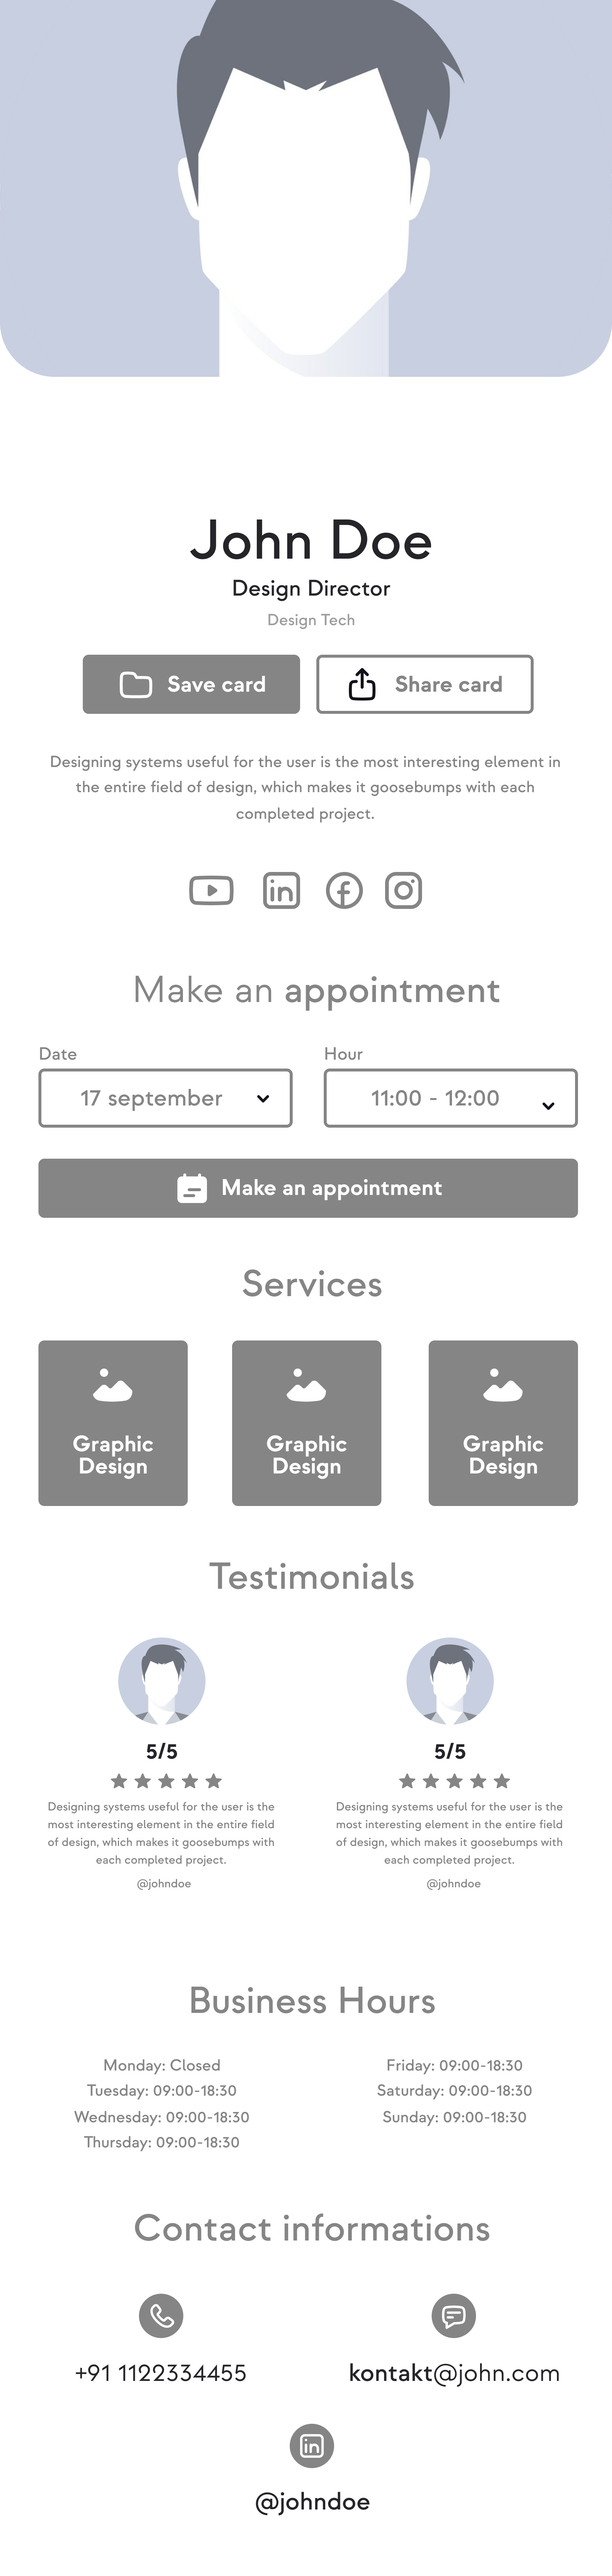 John Doe
Design Director
Design Tech
Save card
Share card
Designing systems useful for the user is the most interesting element in
the entire field of design, which makes it goosebumps with each
completed project.
Make an appointment
Date
Hour
17 september
11:00 - 12:00
Make an appointment
Services
Graphic
Design
Graphic
Design
Graphic
Design
Testimonials
5/5
Designing systems useful for the user is the
most interesting element in the entire field
of design, which makes it goosebumps with
each completed project.
@johndoe
5/5
Designing systems useful for the user is the
most interesting element in the entire field
of design, which makes it goosebumps with
each completed project.
@johndoe
Business Hours
Monday: Closed
Tuesday: 09:00-18:30
Wednesday: 09:00-18:30
Thursday: 09:00-18:30
Friday: 09:00-18:30
Saturday: 09:00-18:30
Sunday: 09:00-18:30
Contact informations
+91 1122334455
kontakt@john.com
in
@johndoe